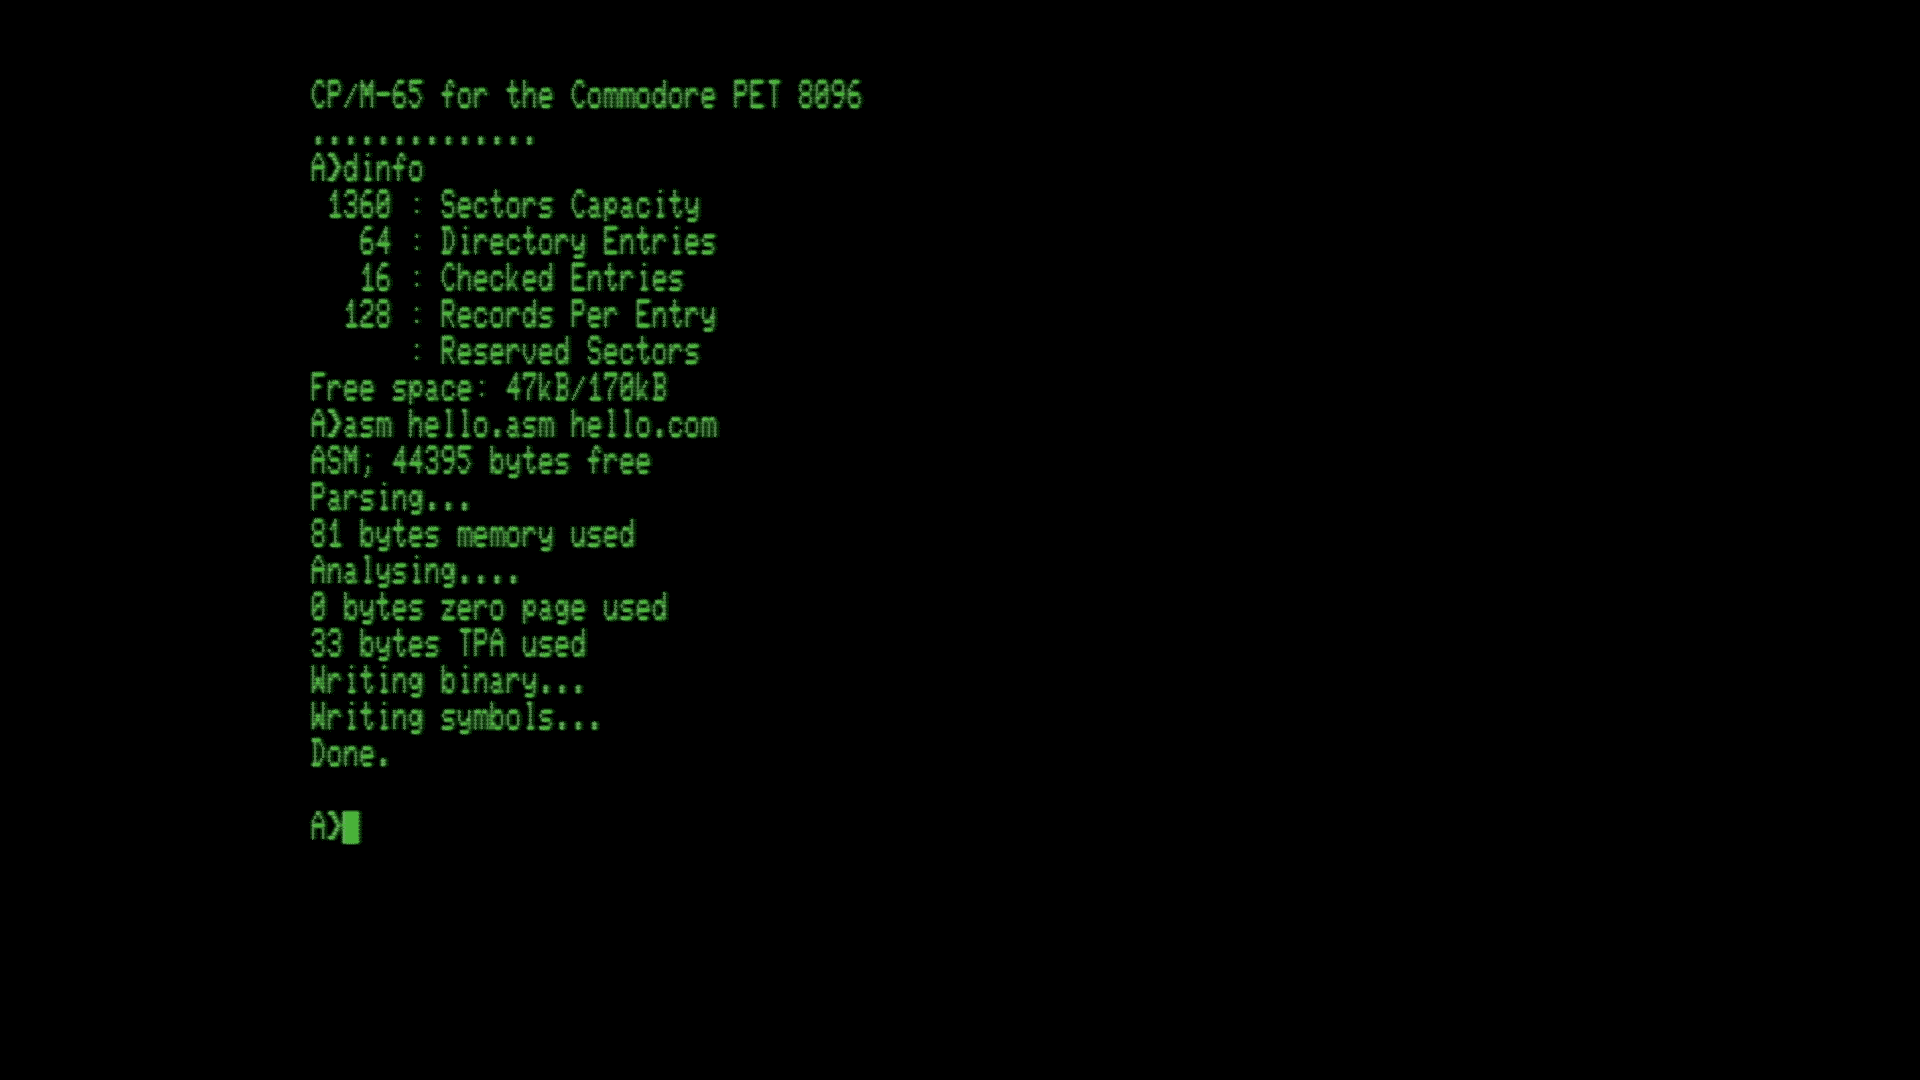 CP/M-65 for the Commodore PET 8096
..............
A>dinfo
1360 : Sectors Capacity
64 : Directory Entries
16 : Checked Entries
128 : Records Per Entry
: Reserved Sectors
Free space: 47kB/170kB
A>asm hello.asm hello.com
ASM; 44395 bytes free
Parsing...
81 bytes memory used
Analysing....
0 bytes zero page used
33 bytes TPA used
Writing binary...
Writing symbols...
Done.
A>